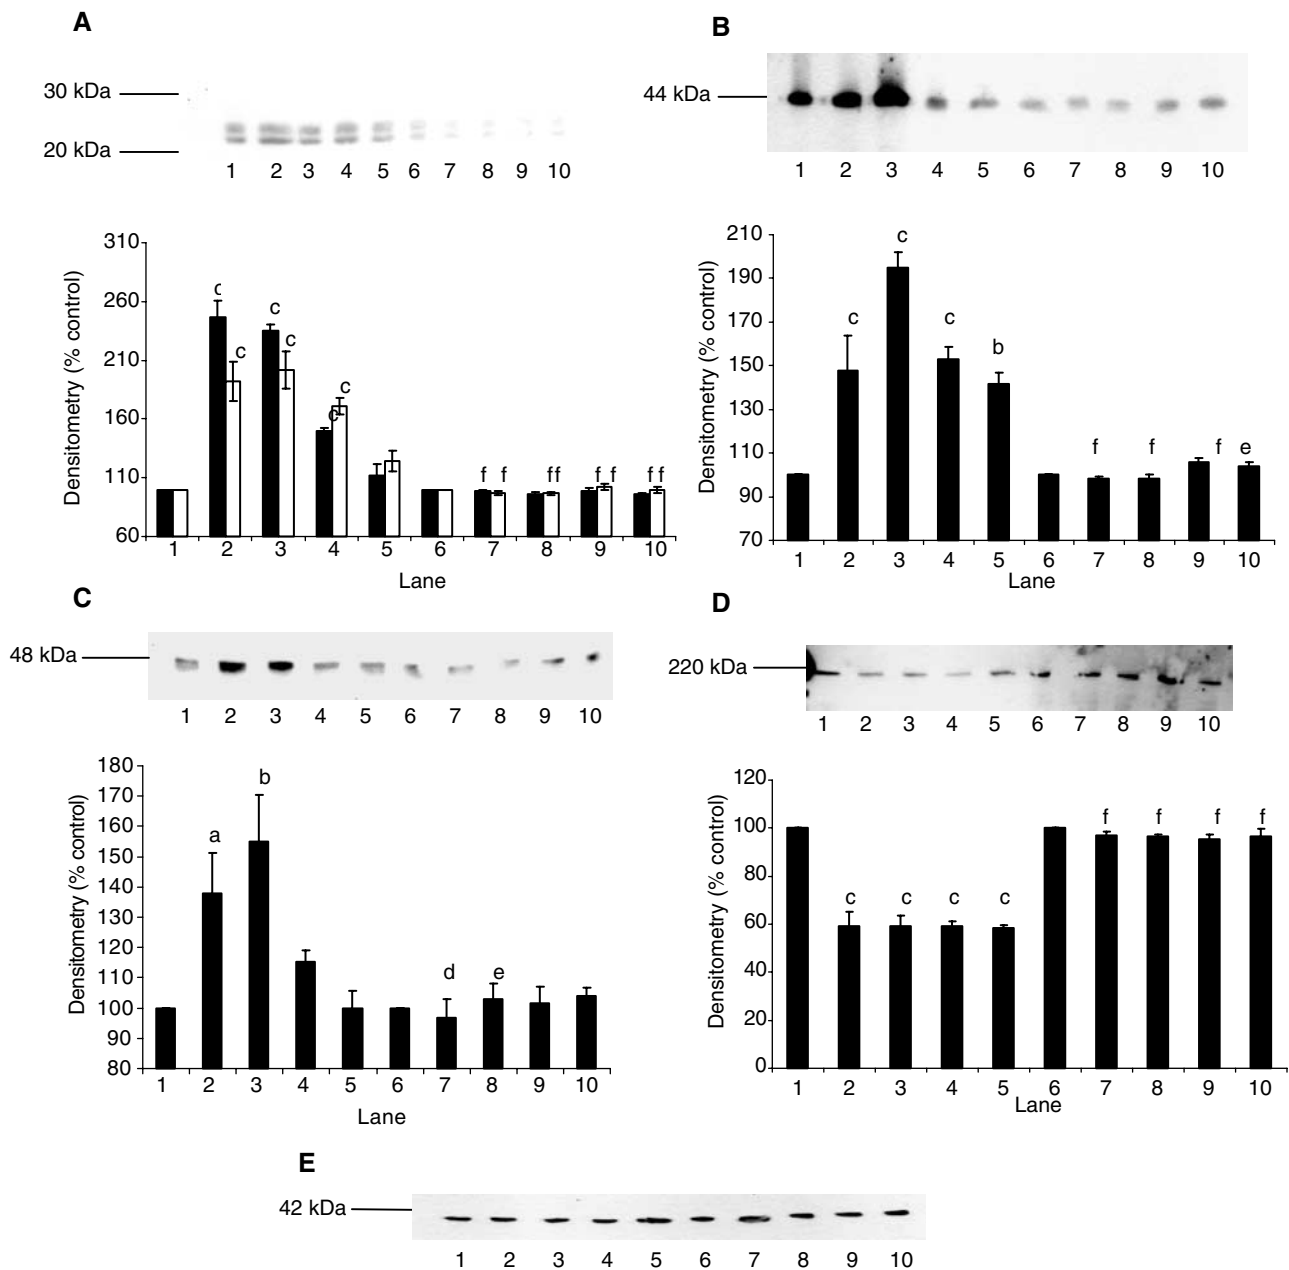 A
30 kDa
20 kDa
1 2 3 4 5 6 7 8 9 10
Densitometry (% control)
310
260
210
160
110
60
c
c
c
c
c
c
f f ff f f ff
1 2 3 4 5 6 7 8 9 10
Lane
B
44 kDa
1 2 3 4 5 6 7 8 9 10
Densitometry (% control)
210
190
170
150
130
110
90
70
c c c b f f f e
1 2 3 4 5 6 7 8 9 10
Lane
C
48 kDa
1 2 3 4 5 6 7 8 9 10
Densitometry (% control)
180
170
160
150
140
130
120
110
100
90
80
a b d e
1 2 3 4 5 6 7 8 9 10
Lane
D
220 kDa
1 2 3 4 5 6 7 8 9 10
Densitometry (% control)
120
100
80
60
40
20
0
c c c c f f f f
1 2 3 4 5 6 7 8 9 10
Lane
E
42 kDa
1 2 3 4 5 6 7 8 9 10